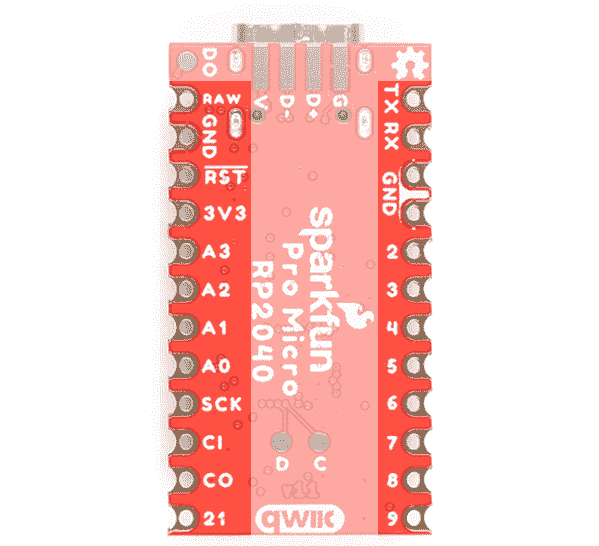 DO
V D- D+ G
RAW
GND
RST
3V3
A3
A2
A1
A0
SCK
CI
CO
21
TX
RX
GND
2
3
4
5
6
7
8
9
sparkfun
Pro Micro
RP2040
D C
v11
qwiic